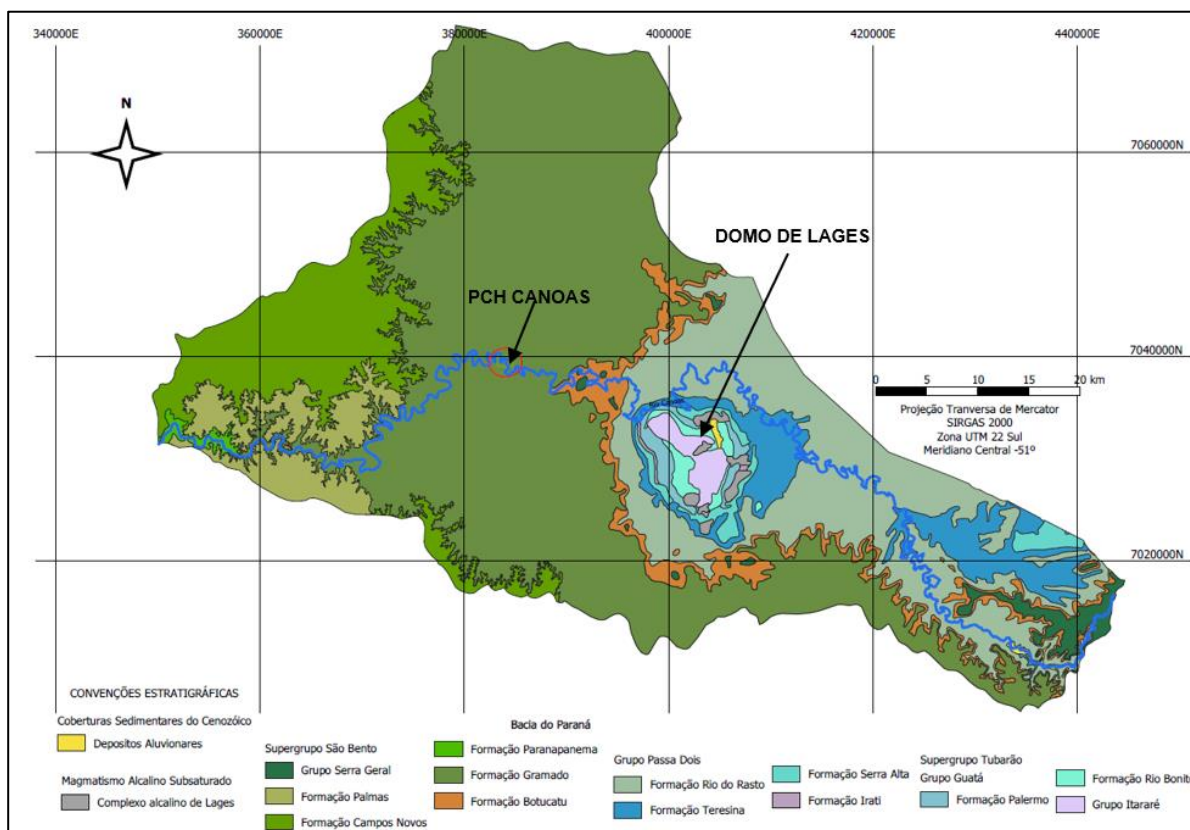 340000E 360000E 380000E 400000E 420000E 440000E
N
7060000N
DOMO DE LAGES
PCH CANOAS
7040000N
0 5 10 15 20 km
Projeção Tranversa de Mercator
SIRGAS 2000
Zona UTM 22 Sul
Meridiano Central -51º
7020000N
CONVENÇÕES ESTRATIGRÁFICAS
Coberturas Sedimentares do Cenozóico
Depositos Aluvionares
Magmatismo Alcalino Subsaturado
Complexo alcalino de Lages
Bacia do Paraná
Supergrupo São Bento
Grupo Serra Geral
Formação Palmas
Formação Campos Novos
Formação Paranapanema
Formação Gramado
Formação Botucatu
Grupo Passa Dois
Formação Rio do Rasto
Formação Teresina
Formação Serra Alta
Formação Irati
Supergrupo Tubarão
Grupo Guatá
Formação Palermo
Formação Rio Bonito
Grupo Itararé